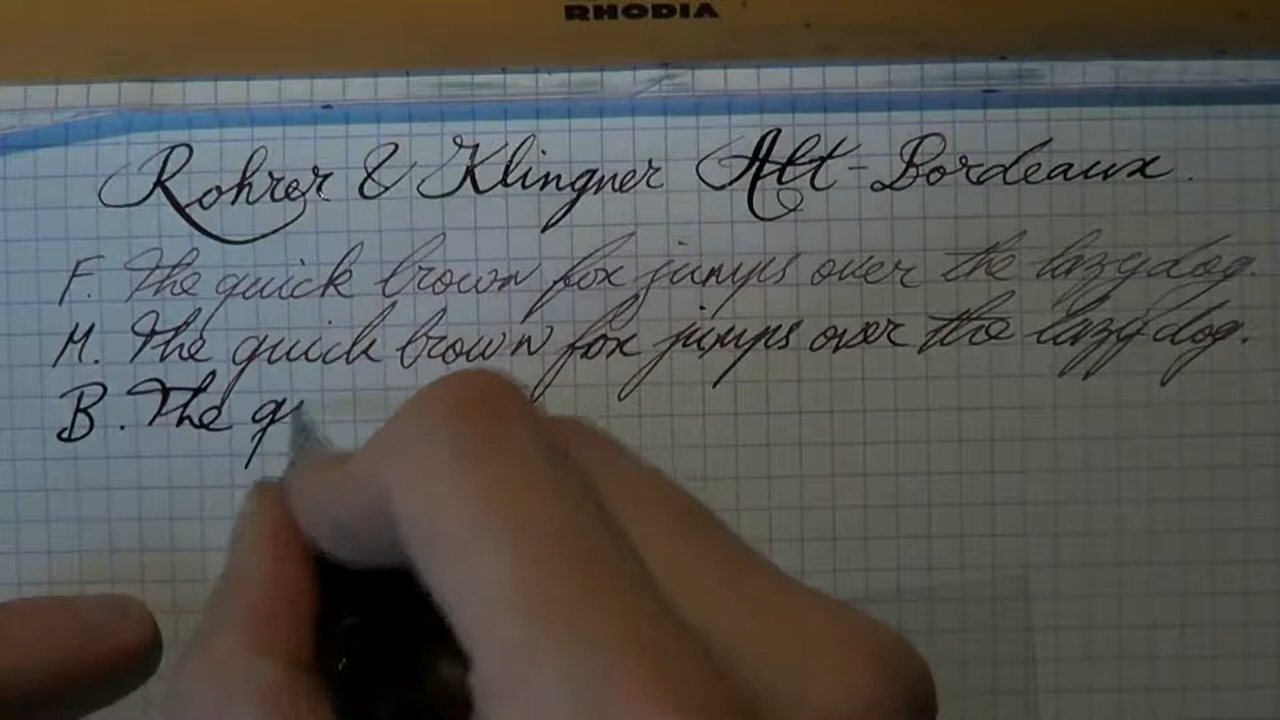 RHODIA
Rohrer & Klingner Alt-Bordeaux.
F. The quick brown fox jumps over the lazy dog.
M. The quick brown fox jumps over the lazy dog.
B. The q